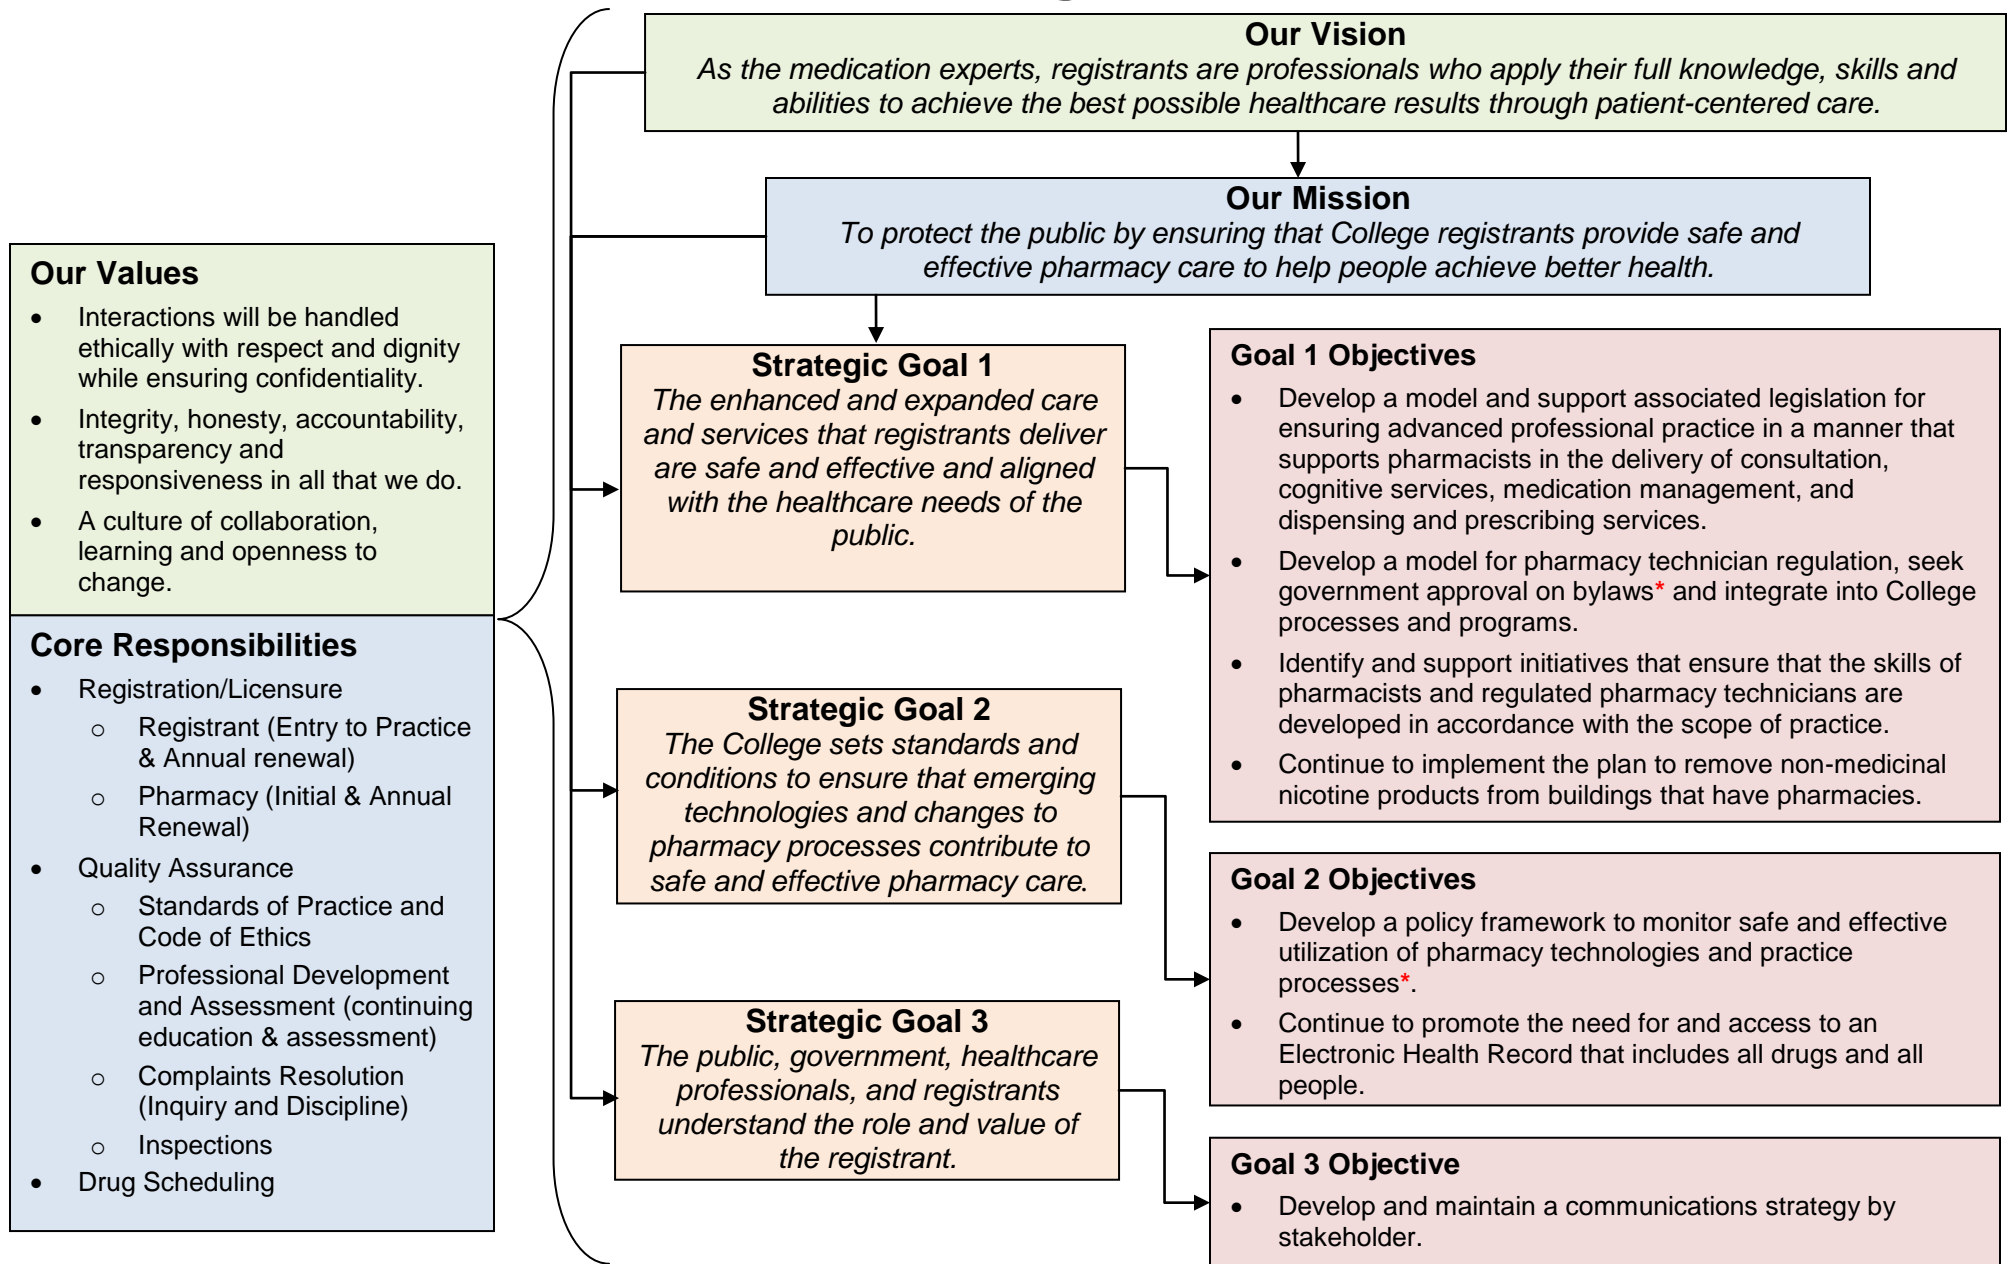 Our Vision
As the medication experts, registrants are professionals who apply their full knowledge, skills and
abilities to achieve the best possible healthcare results through patient-centered care.
Our Mission
To protect the public by ensuring that College registrants provide safe and
effective pharmacy care to help people achieve better health.
Our Values
• Interactions will be handled
ethically with respect and dignity
while ensuring confidentiality.
• Integrity, honesty, accountability,
transparency and
responsiveness in all that we do.
• A culture of collaboration,
learning and openness to
change.
Core Responsibilities
• Registration/Licensure
o Registrant (Entry to Practice
& Annual renewal)
o Pharmacy (Initial & Annual
Renewal)
• Quality Assurance
o Standards of Practice and
Code of Ethics
o Professional Development
and Assessment (continuing
education & assessment)
o Complaints Resolution
(Inquiry and Discipline)
o Inspections
• Drug Scheduling
Strategic Goal 1
The enhanced and expanded care
and services that registrants deliver
are safe and effective and aligned
with the healthcare needs of the
public.
Goal 1 Objectives
• Develop a model and support associated legislation for
ensuring advanced professional practice in a manner that
supports pharmacists in the delivery of consultation,
cognitive services, medication management, and
dispensing and prescribing services.
• Develop a model for pharmacy technician regulation, seek
government approval on bylaws* and integrate into College
processes and programs.
• Identify and support initiatives that ensure that the skills of
pharmacists and regulated pharmacy technicians are
developed in accordance with the scope of practice.
• Continue to implement the plan to remove non-medicinal
nicotine products from buildings that have pharmacies.
Strategic Goal 2
The College sets standards and
conditions to ensure that emerging
technologies and changes to
pharmacy processes contribute to
safe and effective pharmacy care.
Goal 2 Objectives
• Develop a policy framework to monitor safe and effective
utilization of pharmacy technologies and practice
processes*.
• Continue to promote the need for and access to an
Electronic Health Record that includes all drugs and all
people.
Strategic Goal 3
The public, government, healthcare
professionals, and registrants
understand the role and value of
the registrant.
Goal 3 Objective
• Develop and maintain a communications strategy by
stakeholder.